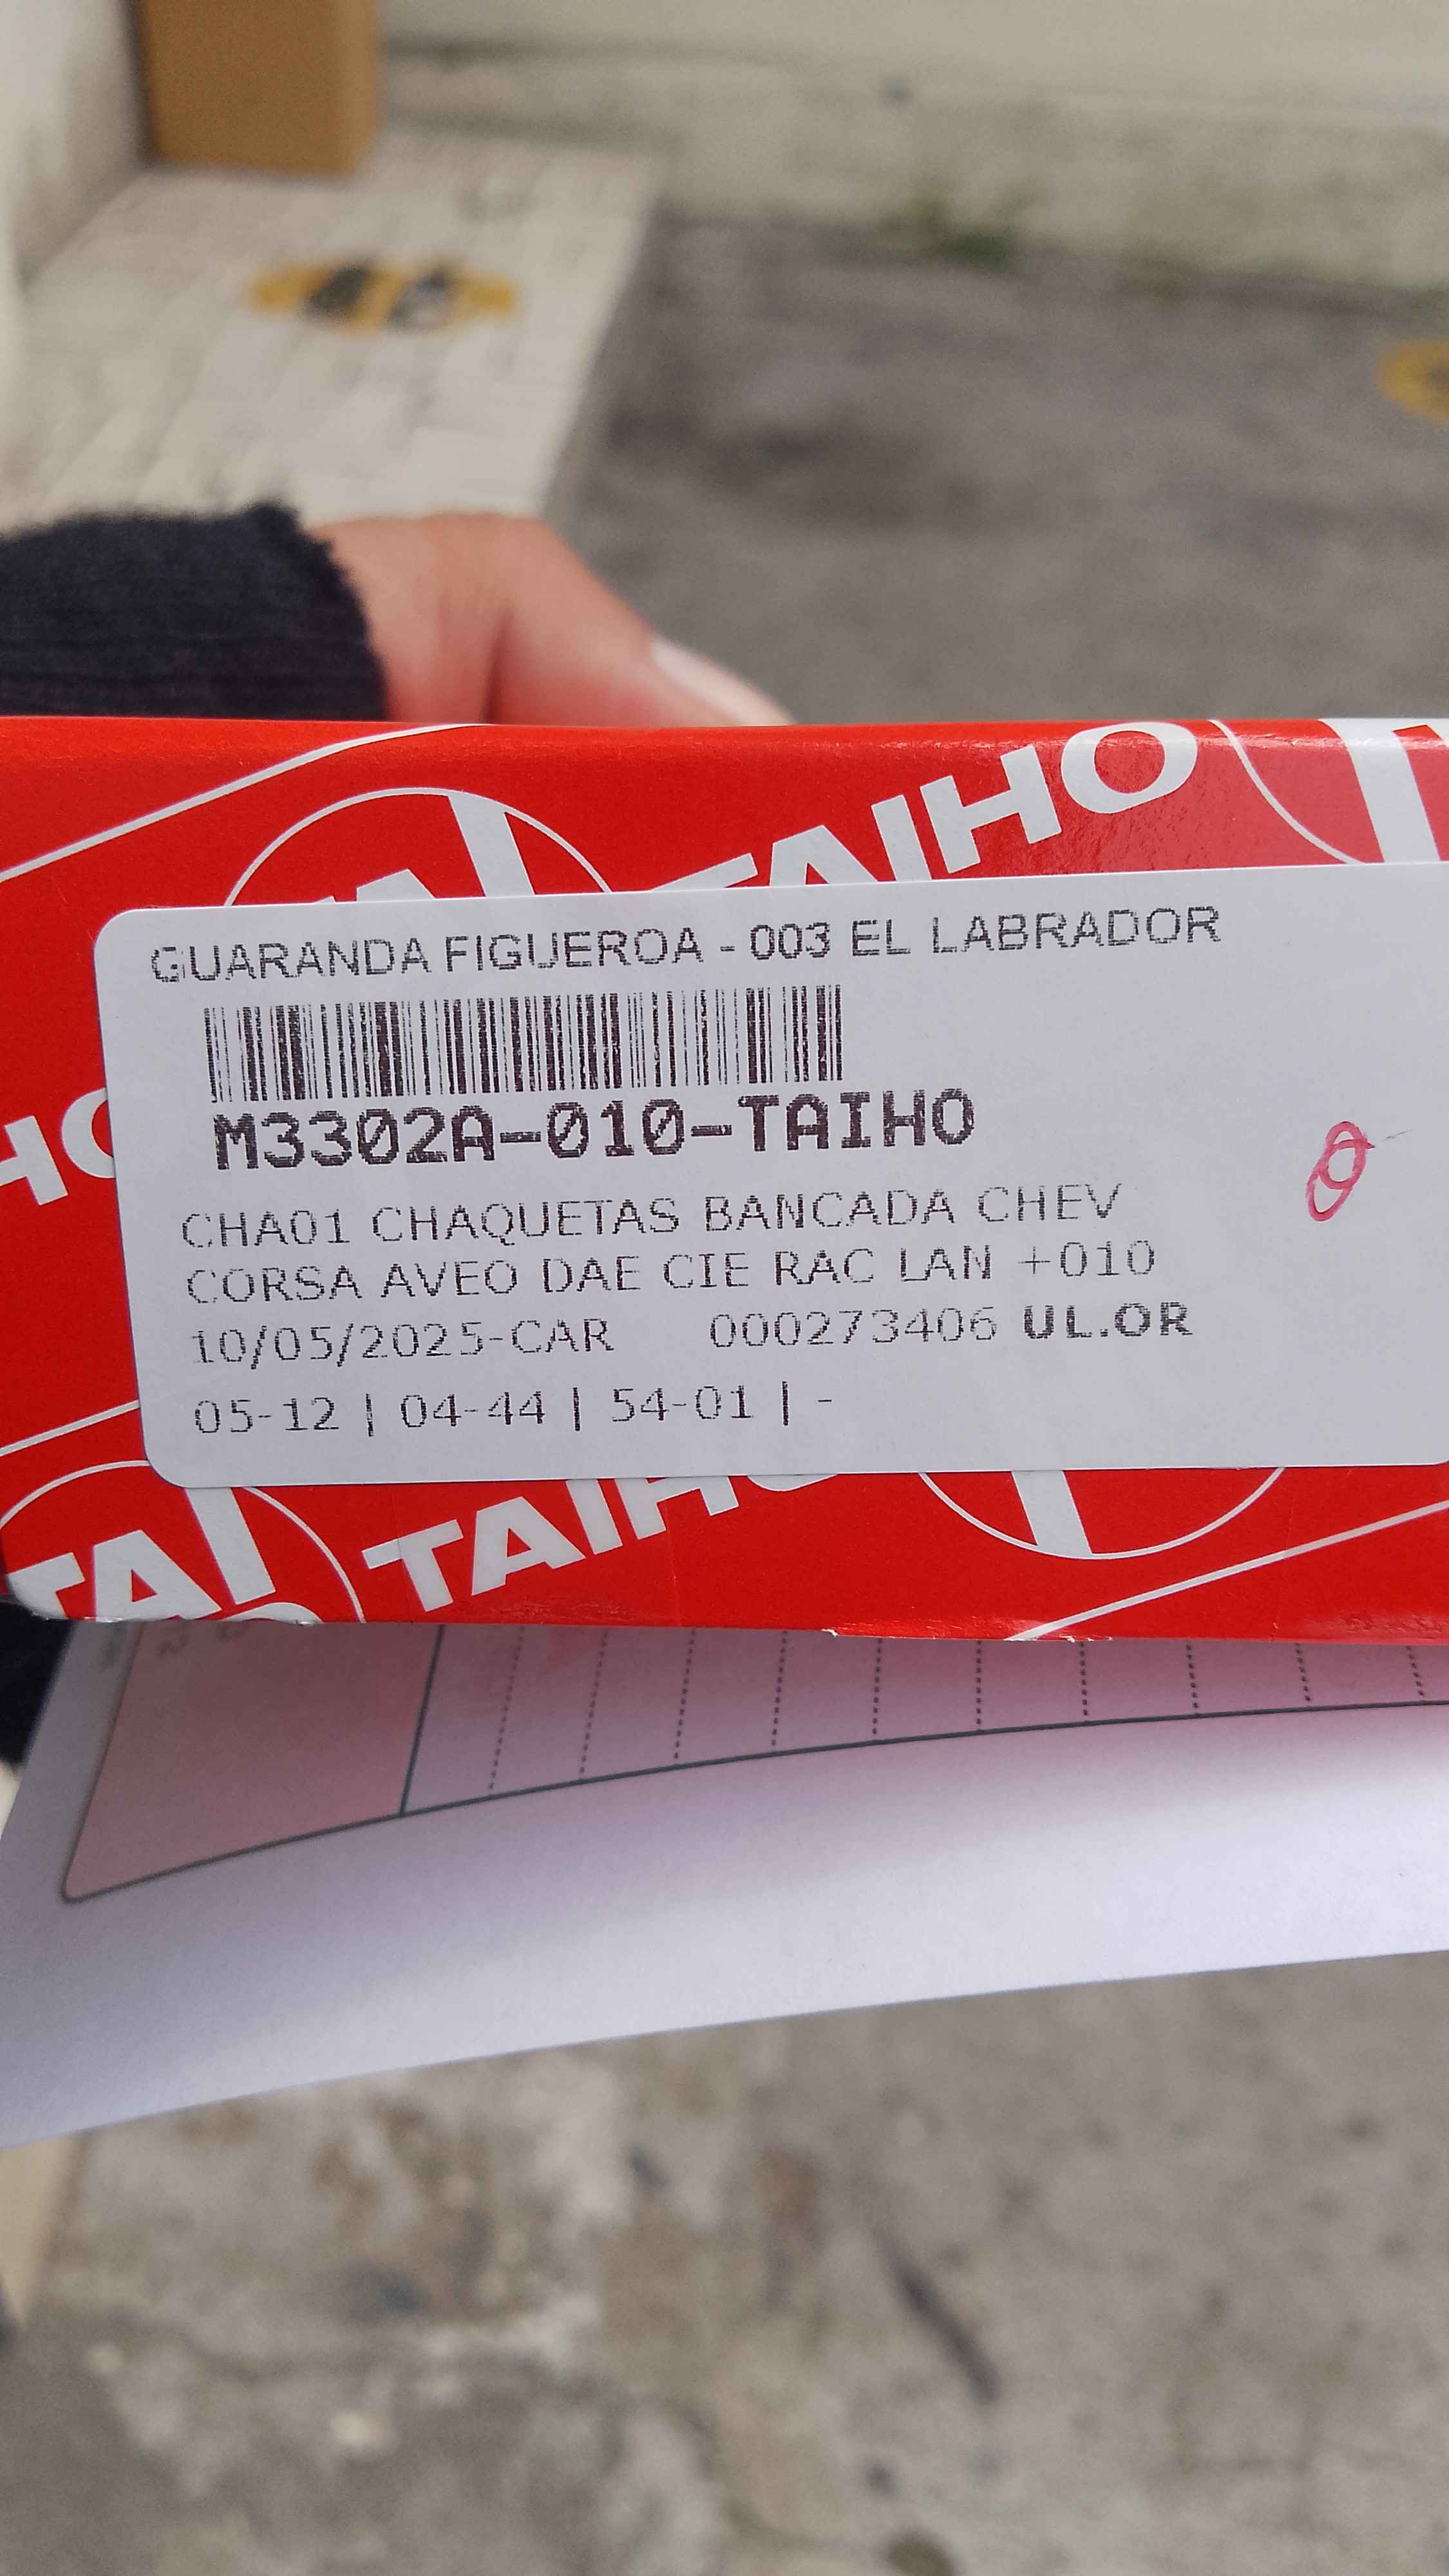 TAIHO
GUARANDA FIGUEROA - 003 EL LABRADOR
M3302A-010-TAIHO
CHA01 CHAQUETAS BANCADA CHEV
CORSA AVEO DAE CIE RAC LAN +010
10/05/2025-CAR 000273406 UL.OR
05-12 | 04-44 | 54-01 | -
TAIHO